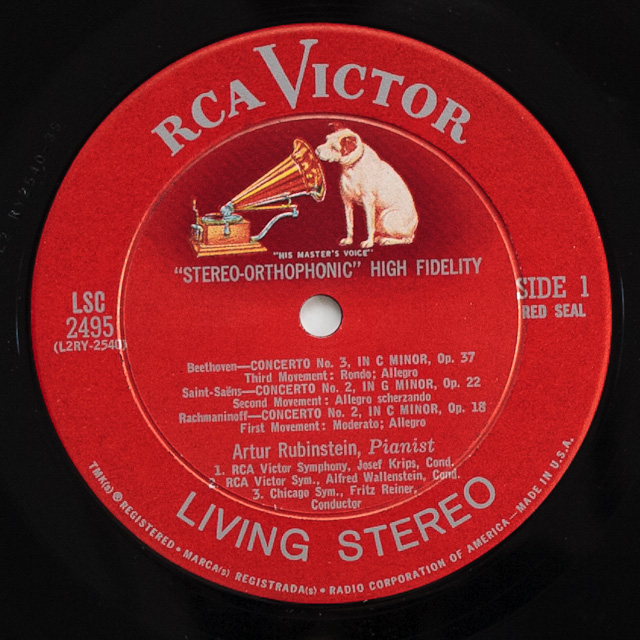 RCA VICTOR
"HIS MASTER'S VOICE"
"STEREO-ORTHOPHONIC" HIGH FIDELITY
LSC
2495
(L2RY-2540)
SIDE 1
RED SEAL
Beethoven—CONCERTO No. 3, IN C MINOR, Op. 37
Third Movement: Rondo; Allegro
Saint-Saëns—CONCERTO No. 2, IN G MINOR, Op. 22
Second Movement: Allegro scherzando
Rachmaninoff—CONCERTO No. 2, IN C MINOR, Op. 18
First Movement: Moderato; Allegro
Artur Rubinstein, Pianist
1. RCA Victor Symphony, Josef Krips, Cond.
2. RCA Victor Sym., Alfred Wallenstein, Cond.
3. Chicago Sym., Fritz Reiner,
Conductor
LIVING STEREO
TMK(s) ® REGISTERED • MARCA(s) REGISTRADA(s) • RADIO CORPORATION OF AMERICA—MADE IN U.S.A.